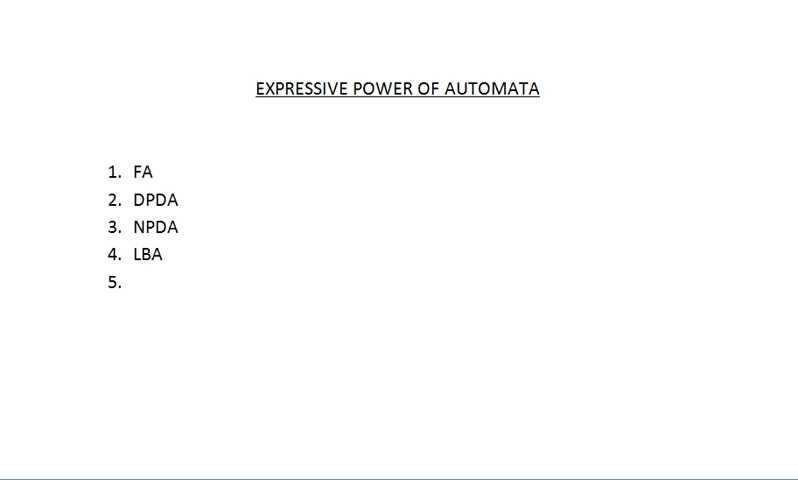 EXPRESSIVE POWER OF AUTOMATA
1. FA
2. DPDA
3. NPDA
4. LBA
5.